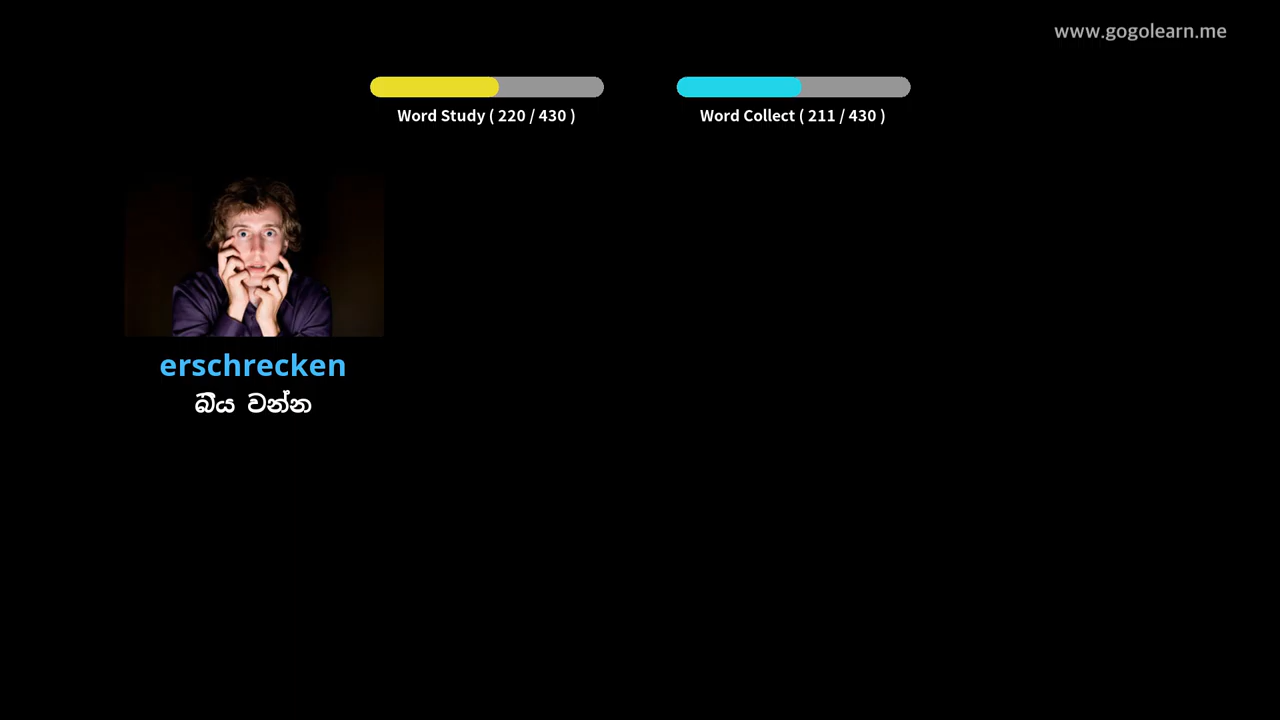 www.gogolearn.me
Word Study ( 220 / 430 )
Word Collect ( 211 / 430 )
erschrecken
බිය වන්න